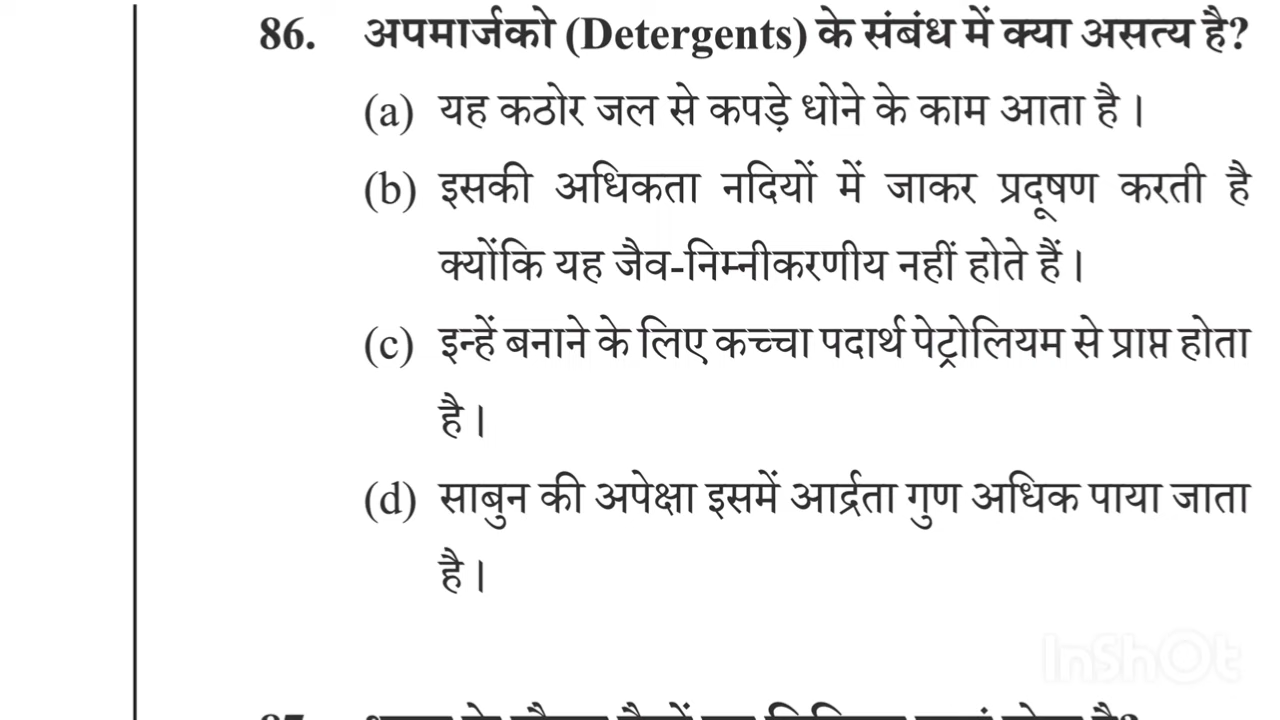 86. अपमार्जको (Detergents) के संबंध में क्या असत्य है?
(a) यह कठोर जल से कपड़े धोने के काम आता है।
(b) इसकी अधिकता नदियों में जाकर प्रदूषण करती है
क्योंकि यह जैव-निम्नीकरणीय नहीं होते हैं।
(c) इन्हें बनाने के लिए कच्चा पदार्थ पेट्रोलियम से प्राप्त होता
है।
(d) साबुन की अपेक्षा इसमें आर्द्रता गुण अधिक पाया जाता
है।
InShOt